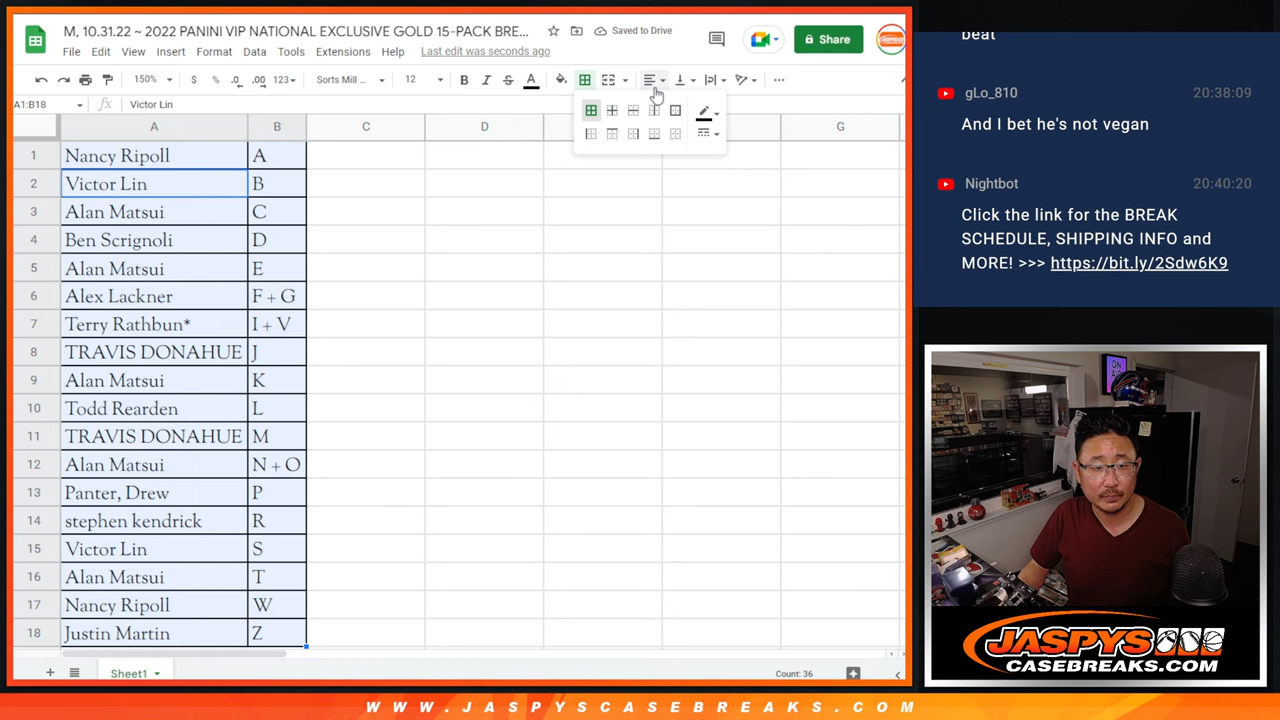 M, 10.31.22 ~ 2022 PANINI VIP NATIONAL EXCLUSIVE GOLD 15-PACK BRE...
Saved to Drive
Share
File Edit View Insert Format Data Tools Extensions Help Last edit was seconds ago
150% $ % .0 .00 123 Sorts Mill ... 12 B I S A
A1:B18 fx Victor Lin
A B C D G
1 Nancy Ripoll A
2 Victor Lin B
3 Alan Matsui C
4 Ben Scrignoli D
5 Alan Matsui E
6 Alex Lackner F + G
7 Terry Rathbun* I + V
8 TRAVIS DONAHUE J
9 Alan Matsui K
10 Todd Rearden L
11 TRAVIS DONAHUE M
12 Alan Matsui N + O
13 Panter, Drew P
14 stephen kendrick R
15 Victor Lin S
16 Alan Matsui T
17 Nancy Ripoll W
18 Justin Martin Z
Sheet1
Count: 36
beat
gLo_810 20:38:09
And I bet he's not vegan
Nightbot 20:40:20
Click the link for the BREAK
SCHEDULE, SHIPPING INFO and
MORE! >>> https://bit.ly/2Sdw6K9
ON
JASPYS
CASEBREAKS.COM
WWW.JASPYSCASEBREAKS.COM